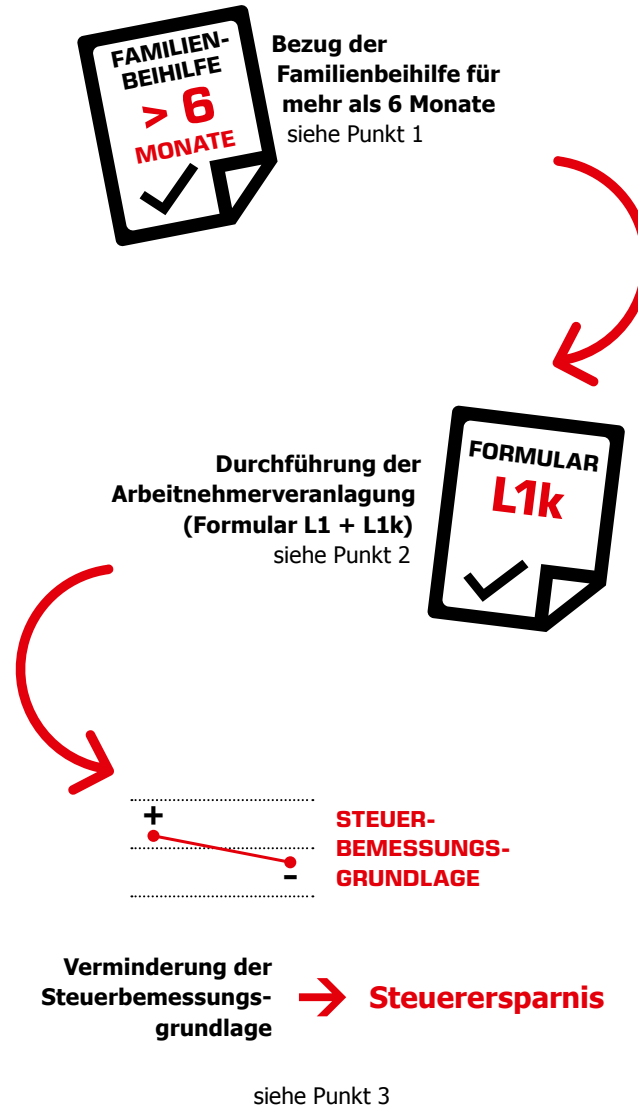 FAMILIEN-
BEIHILFE
> 6
MONATE
Bezug der
Familienbeihilfe für
mehr als 6 Monate
siehe Punkt 1
Durchführung der
Arbeitnehmerveranlagung
(Formular L1 + L1k)
siehe Punkt 2
FORMULAR
L1k
+
-
STEUER-
BEMESSUNGS-
GRUNDLAGE
Verminderung der
Steuerbemessungs-
grundlage
Steuerersparnis
siehe Punkt 3